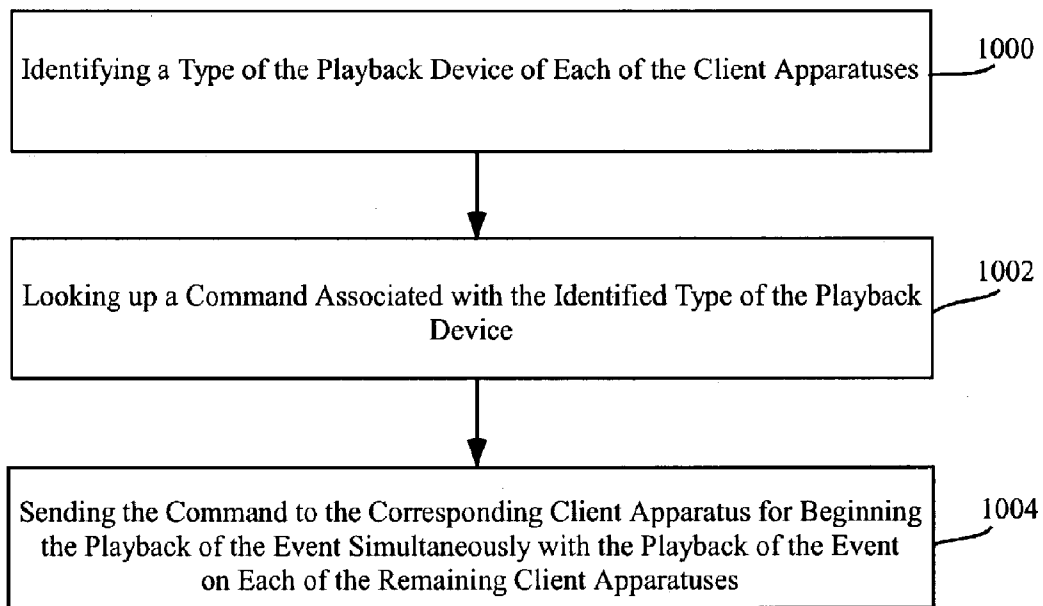 Identifying a Type of the Playback Device of Each of the Client Apparatuses
1000
Looking up a Command Associated with the Identified Type of the Playback
Device
1002
Sending the Command to the Corresponding Client Apparatus for Beginning
the Playback of the Event Simultaneously with the Playback of the Event
on Each of the Remaining Client Apparatuses
1004